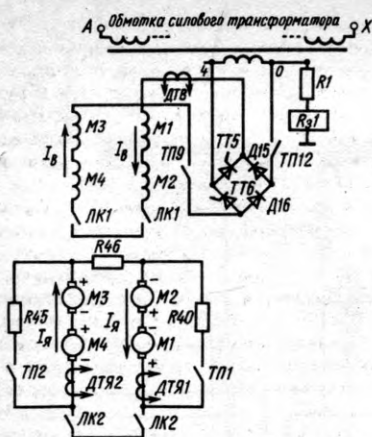 А Обмотка силового трансформатора Х
4 0
ДТВ
R1
Rз1
М3 М1 ТП9 ТТ5 Д15 ТП12
Iв Iв
М4 М2 ТТ6 Д16
ЛК1 ЛК1
R46
+ +
М3 М2
R45 - - R40
Iя + Iя +
М4 М1
- -
ТП2 ДТЯ2 ДТЯ1 ТП1
ЛК2 ЛК2